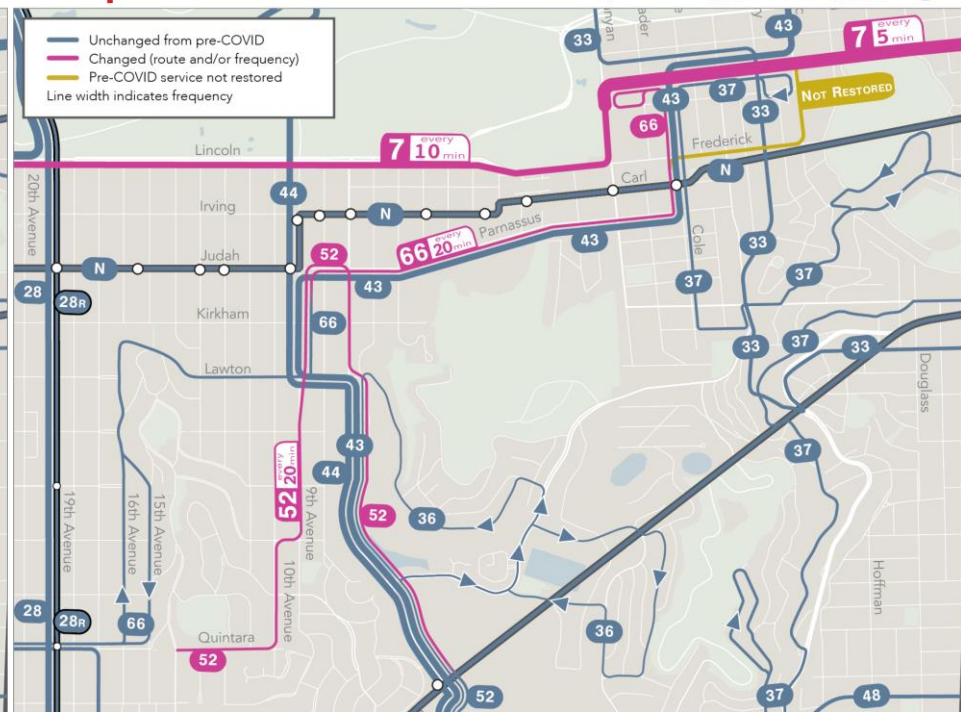 Unchanged from pre-COVID
Changed (route and/or frequency)
Pre-COVID service not restored
Line width indicates frequency
33
43
7 every 5 min
43
37
33
NOT RESTORED
66
Frederick
Lincoln
7 every 10 min
20th Avenue
44
Irving
N
Carl
N
Parnassus
66 every 20 min
43
Cole
33
37
37
Judah
N
52
43
28
28R
Kirkham
66
33
37
33
Lawton
Douglass
43
44
37
52 every 20 min
9th Avenue
52
36
19th Avenue
16th Avenue
15th Avenue
10th Avenue
Hoffman
28
28R
66
36
Quintara
52
52
37
48